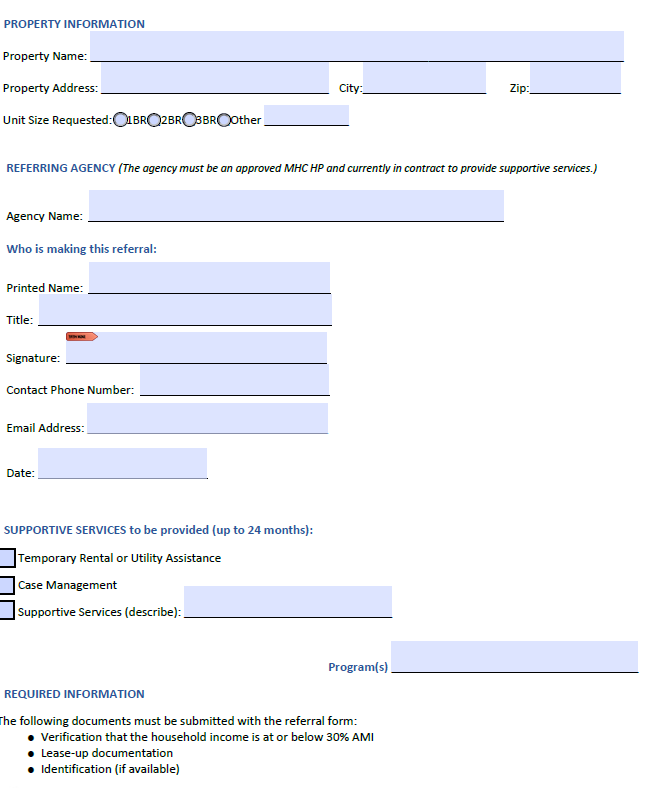 PROPERTY INFORMATION
Property Name:
Property Address: City: Zip:
Unit Size Requested: 1BR 2BR 3BR Other
REFERRING AGENCY (The agency must be an approved MHC HP and currently in contract to provide supportive services.)
Agency Name:
Who is making this referral:
Printed Name:
Title:
Signature:
Contact Phone Number:
Email Address:
Date:
SUPPORTIVE SERVICES to be provided (up to 24 months):
Temporary Rental or Utility Assistance
Case Management
Supportive Services (describe):
Program(s)
REQUIRED INFORMATION
The following documents must be submitted with the referral form:
● Verification that the household income is at or below 30% AMI
● Lease-up documentation
● Identification (if available)